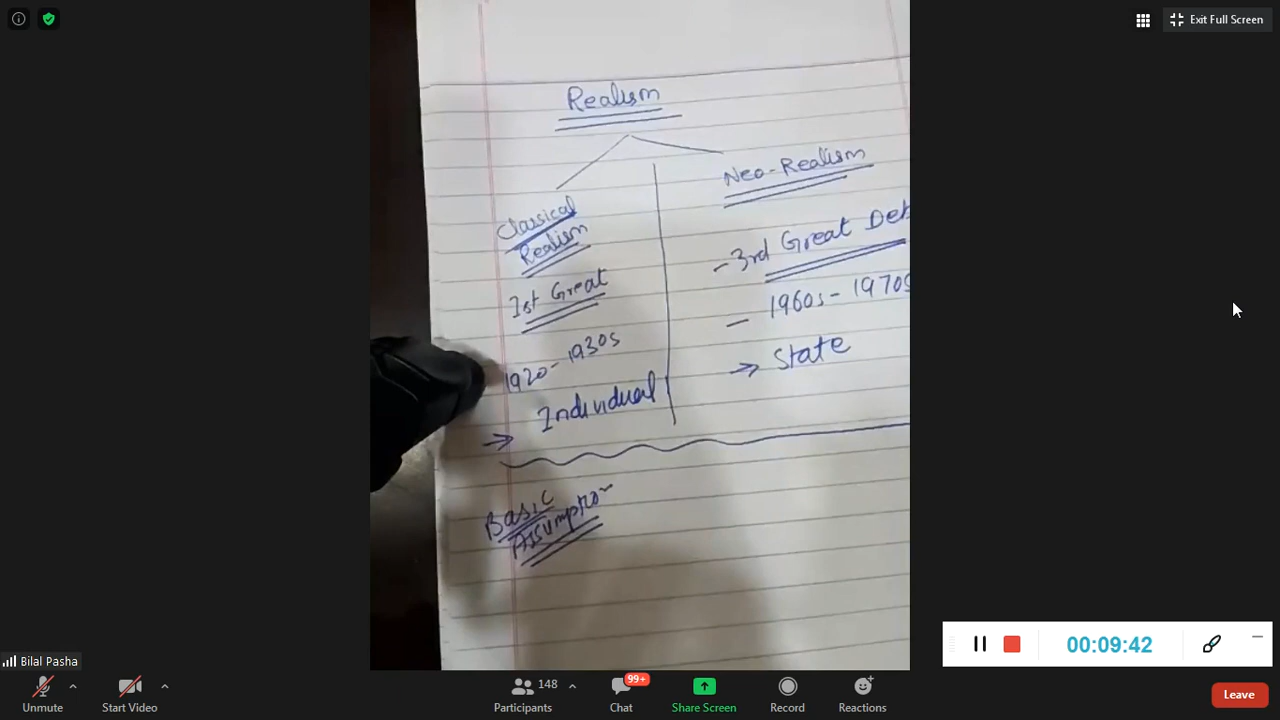 Exit Full Screen
Realism
Neo-Realism
Classical
Realism
- 3rd Great Deb
1st Great
- 1960s - 1970s
1920 - 1930s
→ State
→ Individual
Basic
Assumption
00:09:42
Bilal Pasha
99+
148
Unmute
Start Video
Participants
Chat
Share Screen
Record
Reactions
Leave